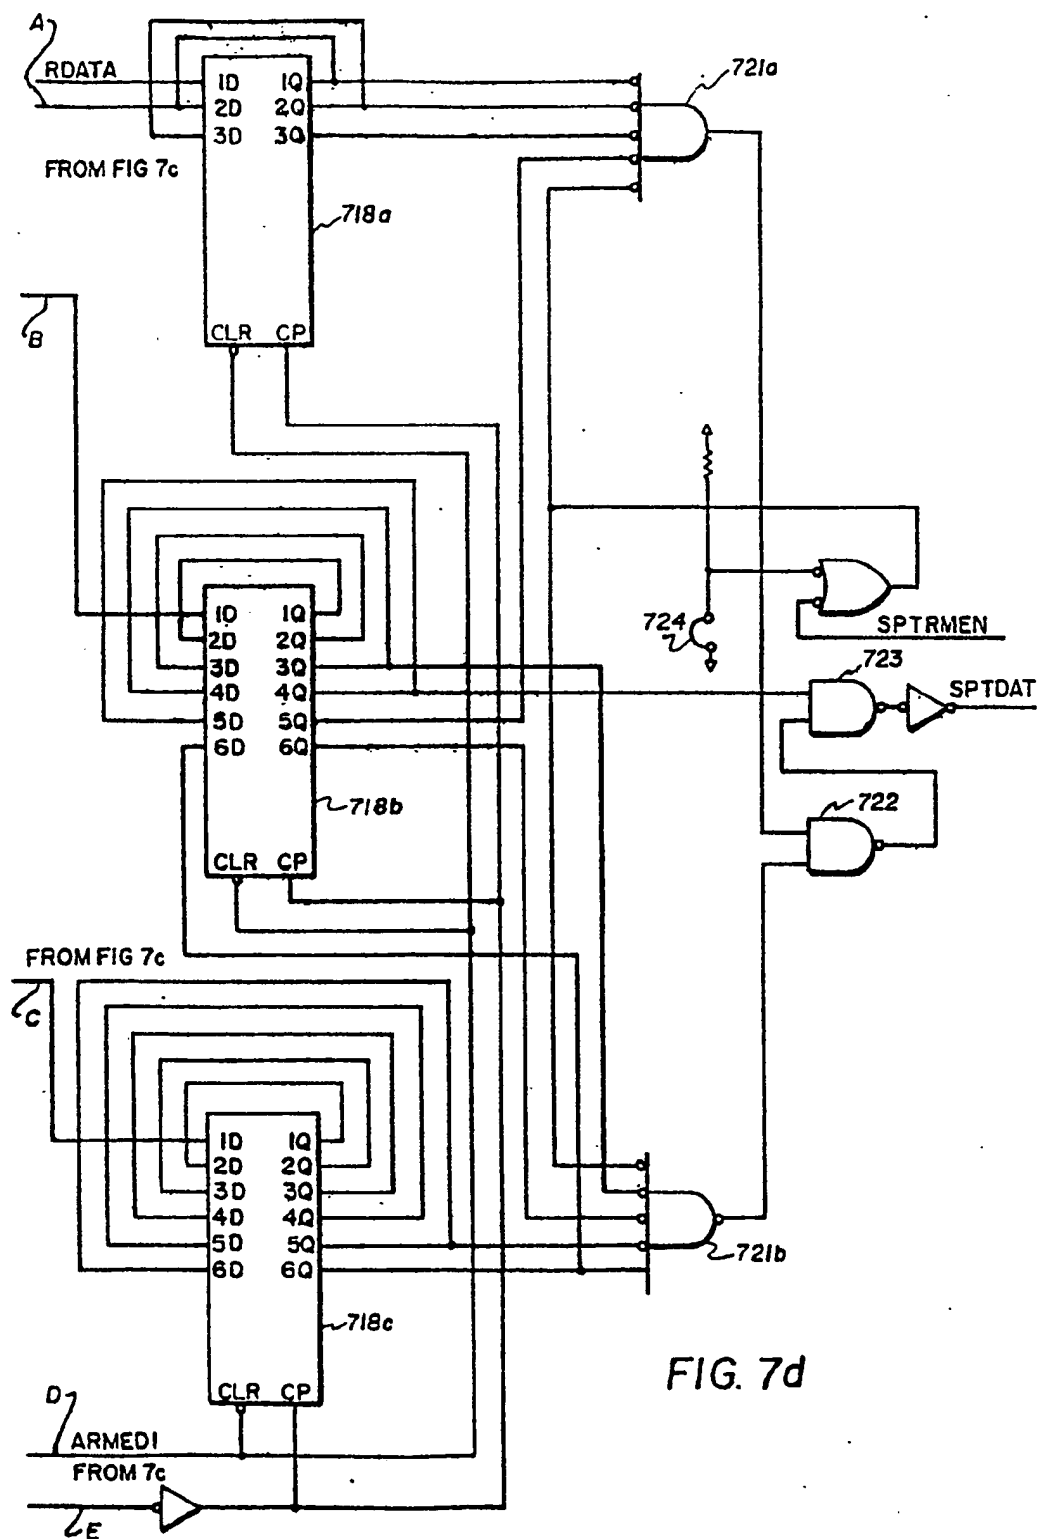 A
RDATA
1D 1Q
2D 2Q
3D 3Q
FROM FIG 7c
718a
721a
B
CLR CP
724
SPTRMEN
723
SPTDAT
1D 1Q
2D 2Q
3D 3Q
4D 4Q
5D 5Q
6D 6Q
718b
722
CLR CP
FROM FIG 7c
C
1D 1Q
2D 2Q
3D 3Q
4D 4Q
5D 5Q
6D 6Q
721b
718c
FIG. 7d
CLR CP
D
ARMED1
FROM 7c
E